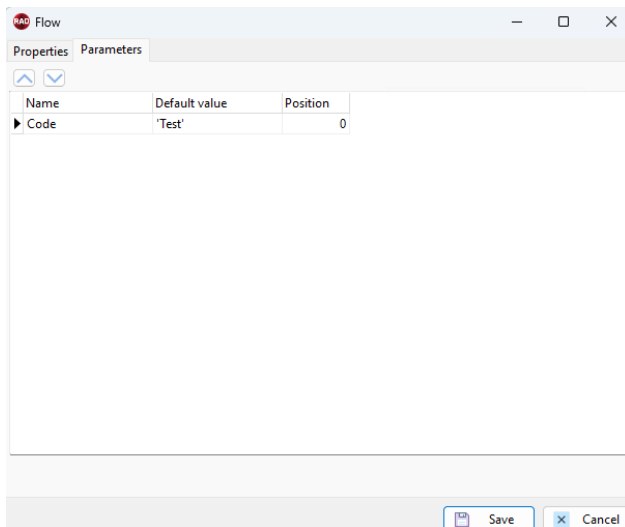 RAD Flow
Properties Parameters
Name Default value Position
Code 'Test' 0
Save Cancel